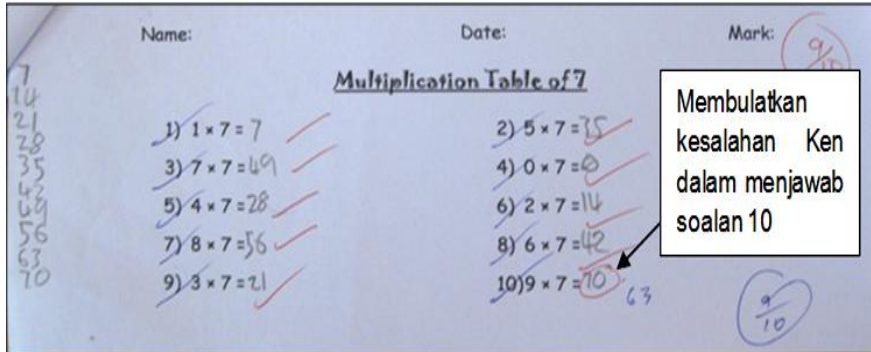 Name: Date: Mark:
9/10
Multiplication Table of 7
7
14
21
28
35
42
49
56
63
70
1) 1 × 7 = 7
2) 5 × 7 = 35
3) 7 × 7 = 49
4) 0 × 7 = 0
5) 4 × 7 = 28
6) 2 × 7 = 14
7) 8 × 7 = 56
8) 6 × 7 = 42
9) 3 × 7 = 21
10) 9 × 7 = 70
63
9/10
Membulatkan
kesalahan Ken
dalam menjawab
soalan 10